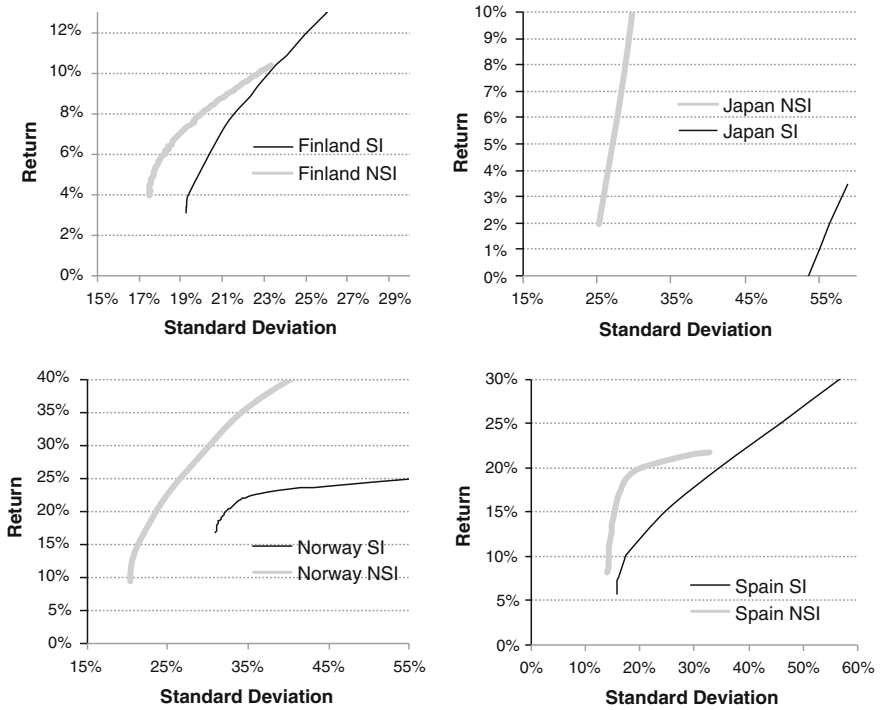 12%
10%
8%
6%
4%
2%
0%
Return
Finland SI
Finland NSI
15% 17% 19% 21% 23% 25% 27% 29%
Standard Deviation
10%
9%
8%
7%
6%
5%
4%
3%
2%
1%
0%
Return
Japan NSI
Japan SI
15% 25% 35% 45% 55%
Standard Deviation
40%
35%
30%
25%
20%
15%
10%
5%
0%
Return
Norway SI
Norway NSI
15% 25% 35% 45% 55%
Standard Deviation
30%
25%
20%
15%
10%
5%
0%
Return
Spain SI
Spain NSI
0% 10% 20% 30% 40% 50% 60%
Standard Deviation